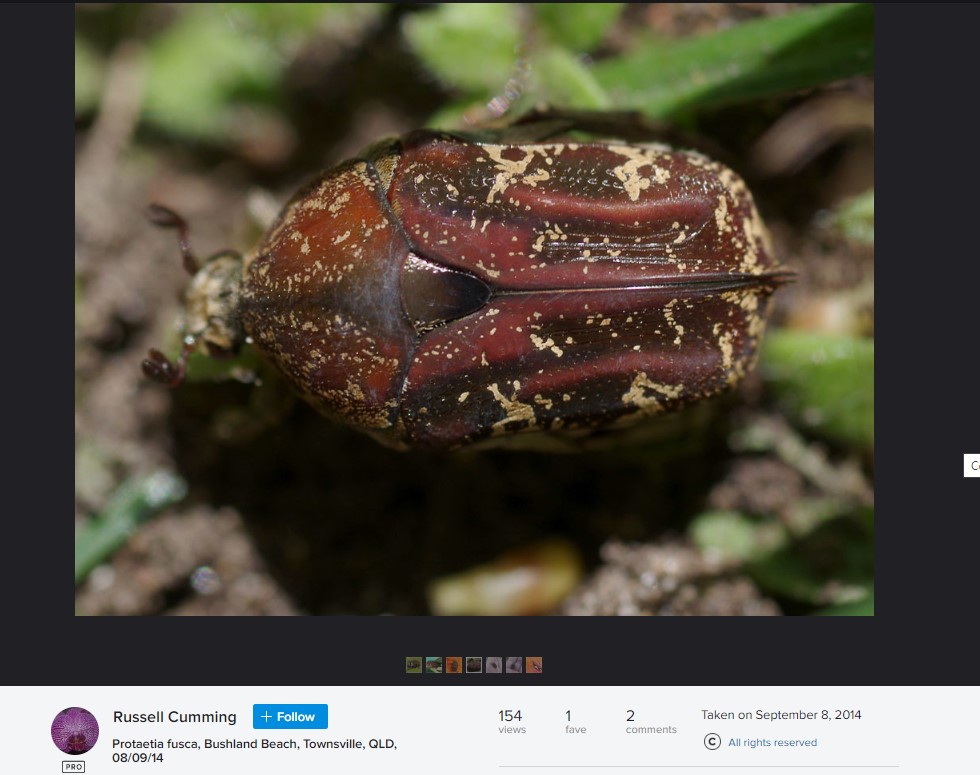 Russell Cumming
+ Follow
Protaetia fusca, Bushland Beach, Townsville, QLD,
08/09/14
PRO
154
views
1
fave
2
comments
Taken on September 8, 2014
© All rights reserved